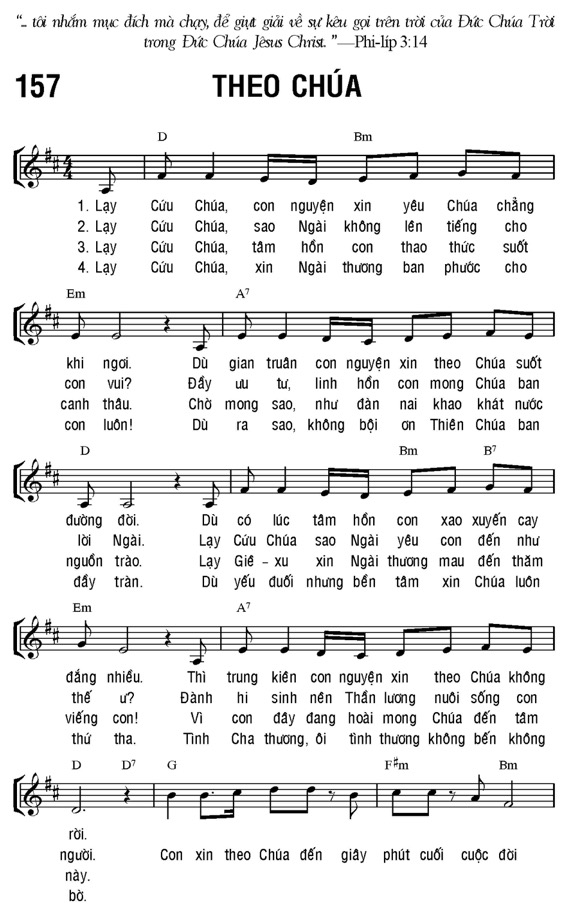 “... tôi nhắm mục đích mà chạy, để giựt giải về sự kêu gọi trên trời của Đức Chúa Trời
trong Đức Chúa Jêsus Christ.”—Phi-líp 3:14
157 THEO CHÚA
D Bm
1. Lạy Cứu Chúa, con nguyện xin yêu Chúa chẳng
2. Lạy Cứu Chúa, sao Ngài không lên tiếng cho
3. Lạy Cứu Chúa, tâm hồn con thao thức suốt
4. Lạy Cứu Chúa, xin Ngài thương ban phước cho
Em A7
khi ngơi. Dù gian truân con nguyện xin theo Chúa suốt
con vui? Đầy ưu tư, linh hồn con mong Chúa ban
canh thâu. Chờ mong sao, như đàn nai khao khát nước
con luôn! Dù ra sao, không bội ơn Thiên Chúa ban
D Bm B7
đường đời. Dù có lúc tâm hồn con xao xuyến cay
lời Ngài. Lạy Cứu Chúa sao Ngài yêu con đến như
nguồn trào. Lạy Giê-xu xin Ngài thương mau đến thăm
đầy tràn. Dù yếu đuối nhưng bền tâm xin Chúa luôn
Em A7
đắng nhiều. Thì trung kiên con nguyện xin theo Chúa không
thế ư? Đành hi sinh nên Thần lương nuôi sống con
viếng con! Vì con đây đang hoài mong Chúa đến tâm
thứ tha. Tình Cha thương, ôi tình thương không bến không
D D7 G F#m Bm
rời.
người. Con xin theo Chúa đến giây phút cuối cuộc đời
này.
bờ.